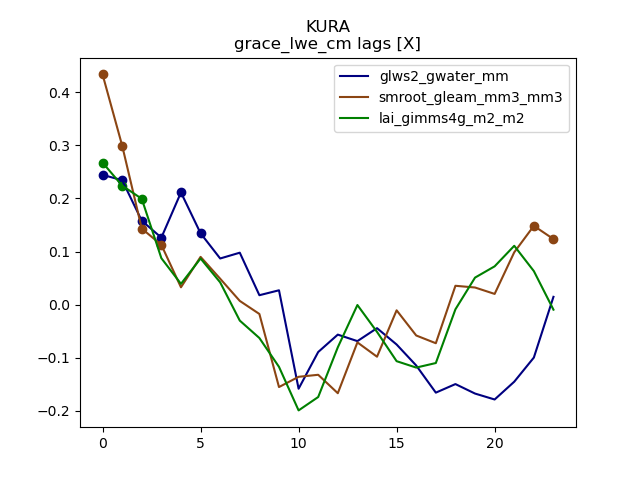 KURA
grace_lwe_cm lags [X]
glws2_gwater_mm
smroot_gleam_mm3_mm3
lai_gimms4g_m2_m2
0.4
0.3
0.2
0.1
0.0
−0.1
−0.2
0 5 10 15 20